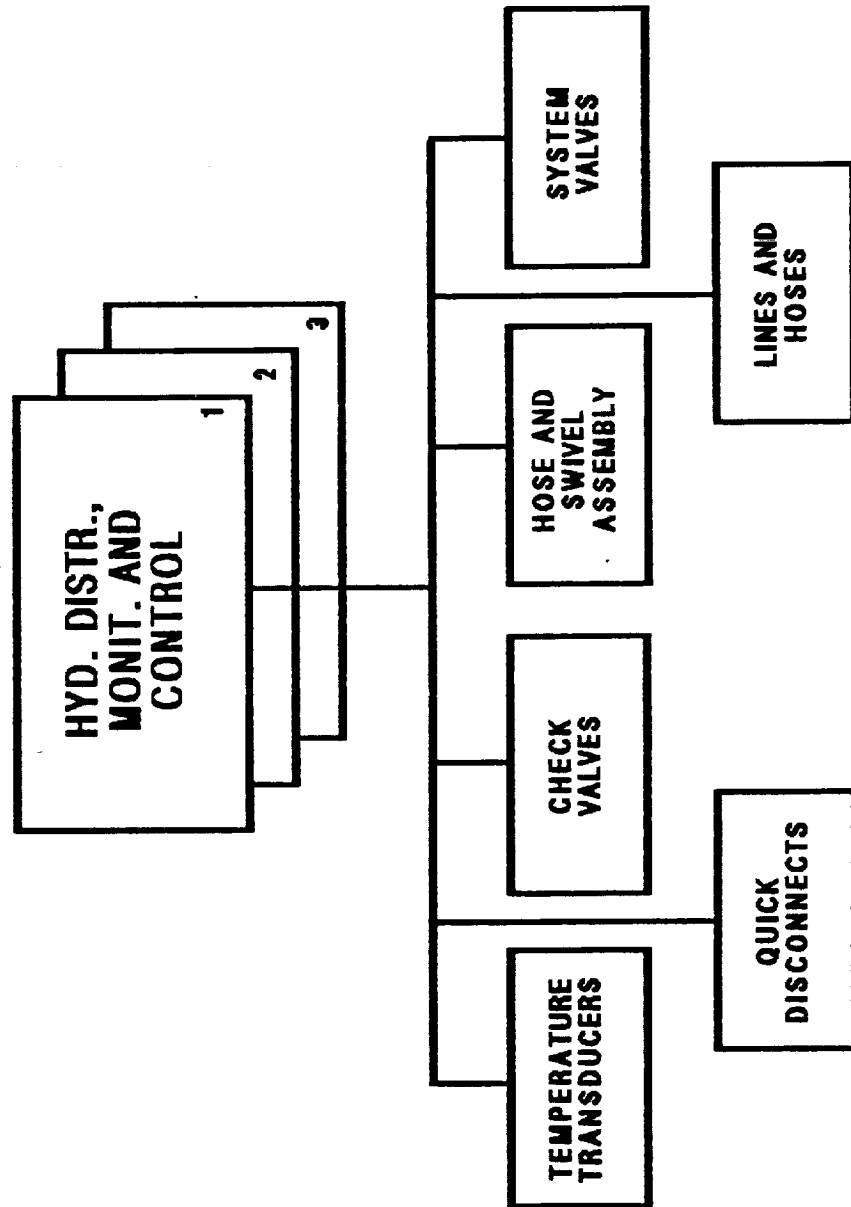 HYD. DISTR.,
MONIT. AND
CONTROL
1
2
3
TEMPERATURE
TRANSDUCERS
CHECK
VALVES
HOSE AND
SWIVEL
ASSEMBLY
SYSTEM
VALVES
QUICK
DISCONNECTS
LINES AND
HOSES